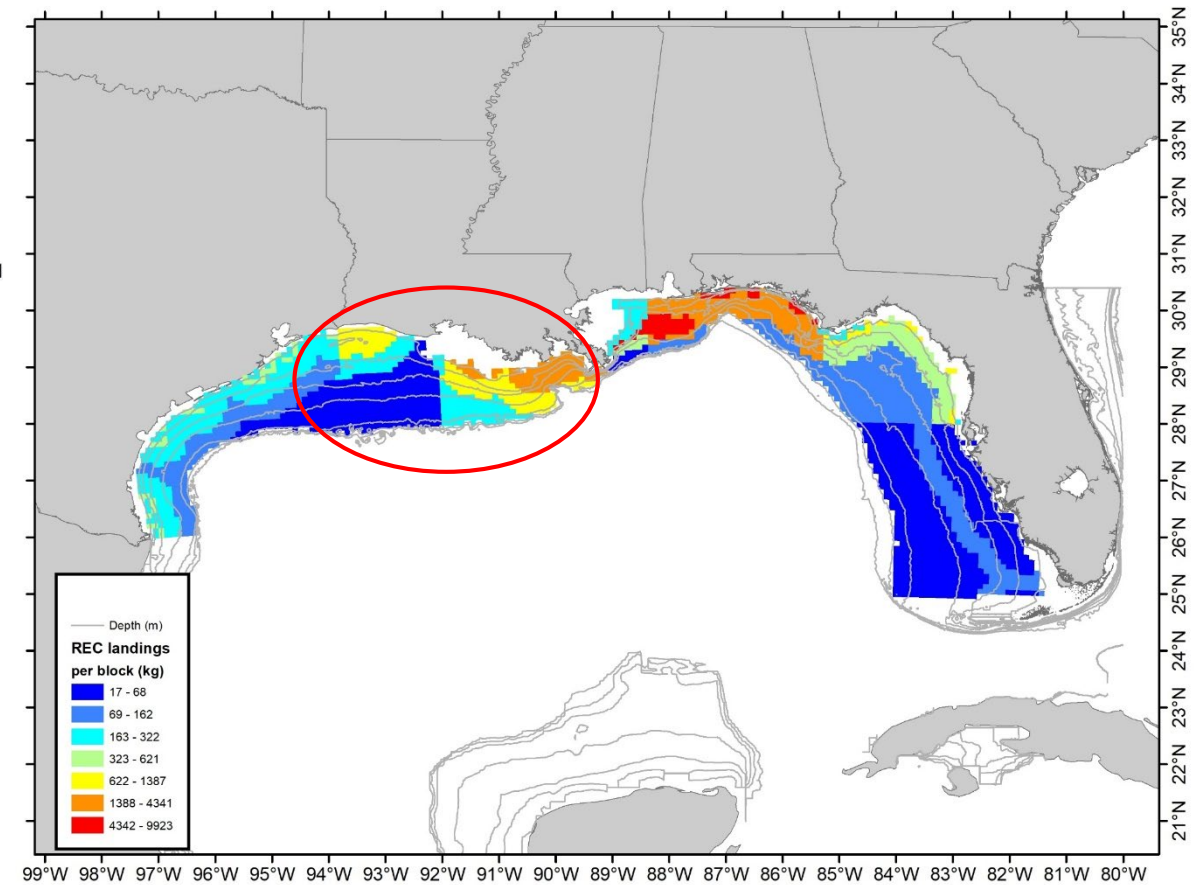 35°N
34°N
33°N
32°N
31°N
30°N
29°N
28°N
27°N
26°N
25°N
24°N
23°N
22°N
21°N
Depth (m)
REC landings
per block (kg)
17 - 68
69 - 162
163 - 322
323 - 621
622 - 1387
1388 - 4341
4342 - 9923
99°W 98°W 97°W 96°W 95°W 94°W 93°W 92°W 91°W 90°W 89°W 88°W 87°W 86°W 85°W 84°W 83°W 82°W 81°W 80°W